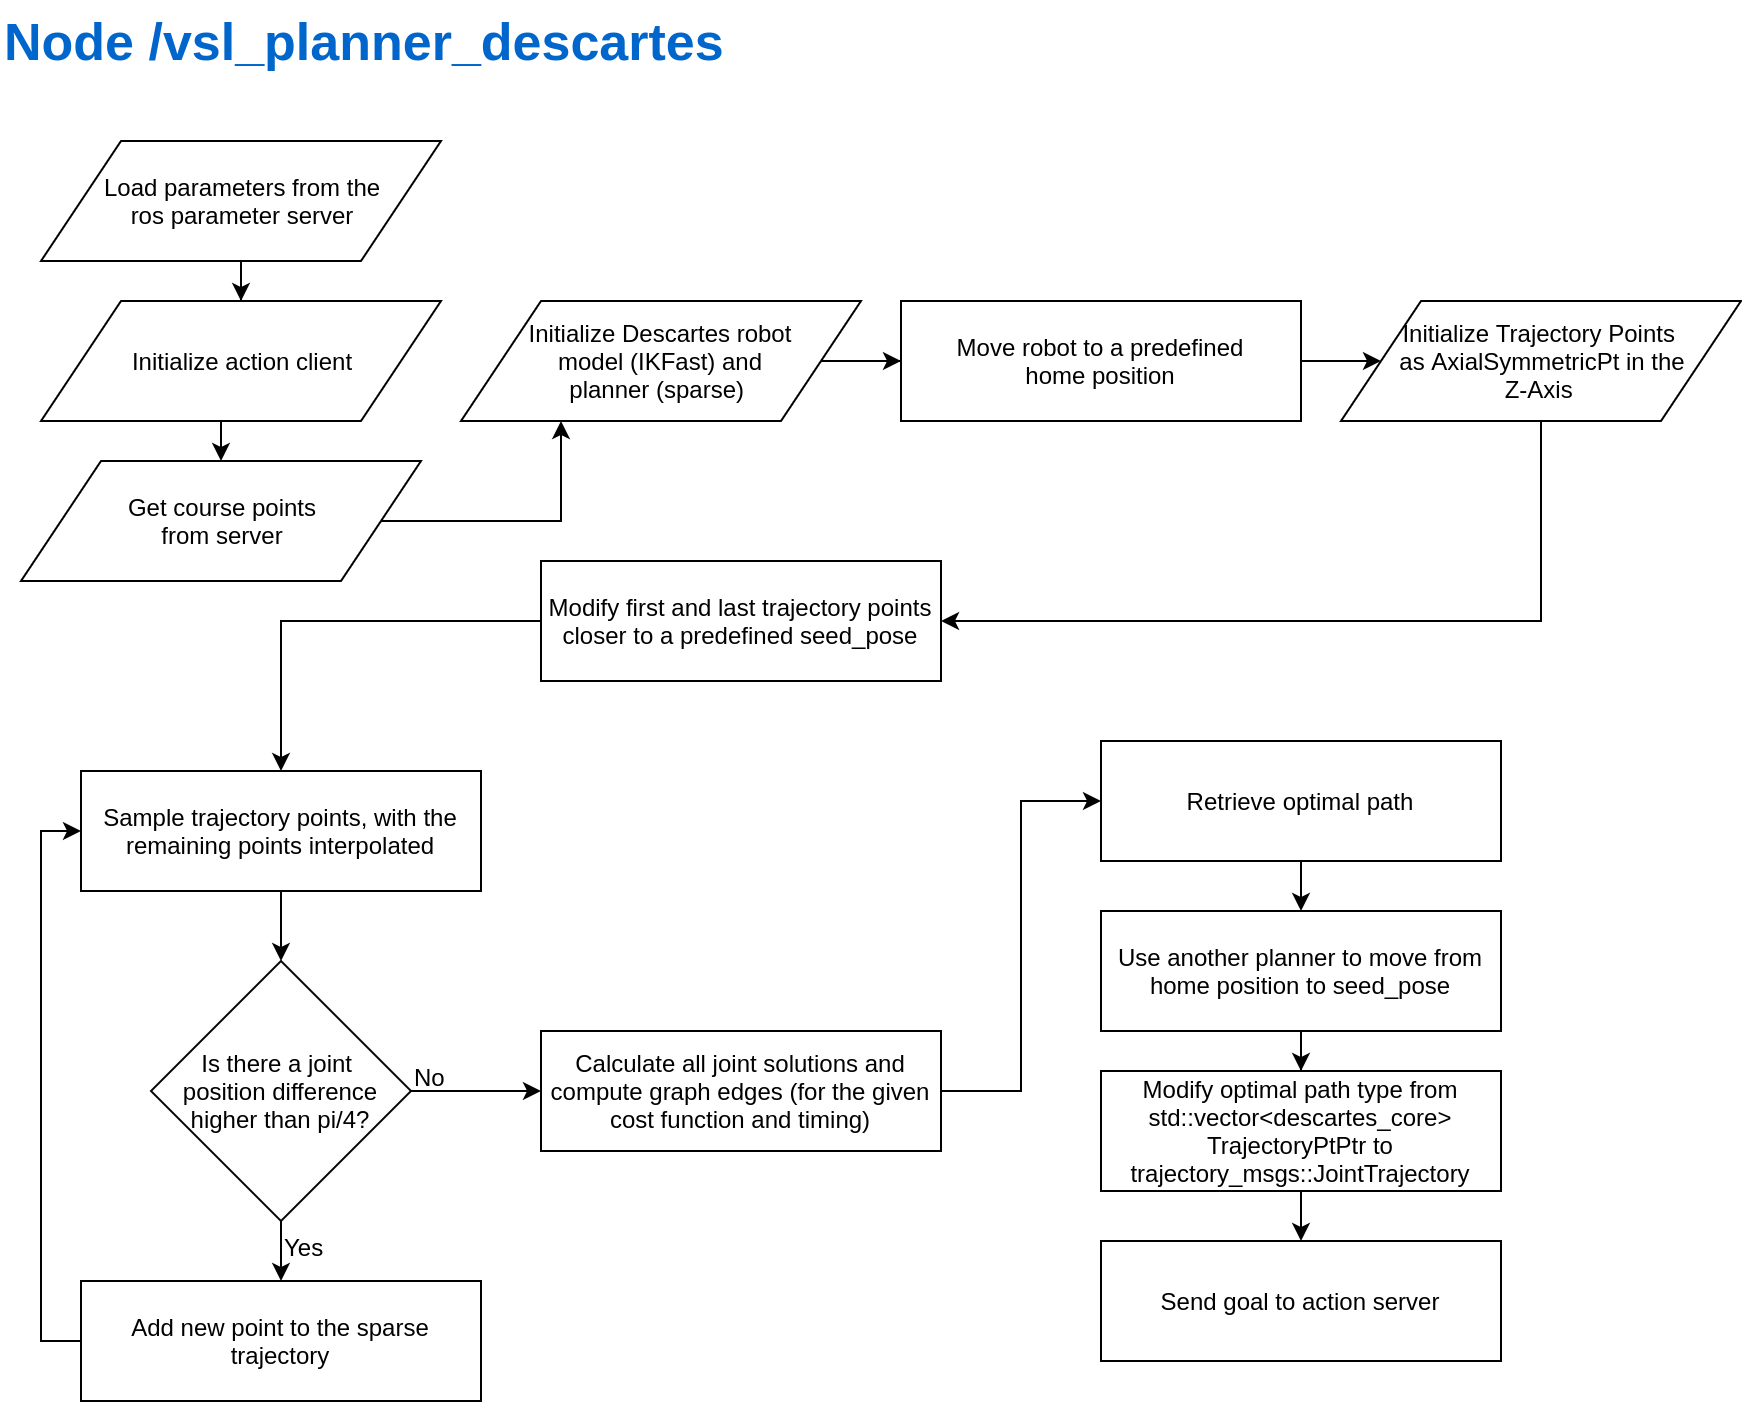 Node /vsl_planner_descartes
Load parameters from the
ros parameter server
Initialize action client
Get course points
from server
Initialize Descartes robot
model (IKFast) and
planner (sparse)
Move robot to a predefined
home position
Initialize Trajectory Points
as AxialSymmetricPt in the
Z-Axis
Modify first and last trajectory points
closer to a predefined seed_pose
Sample trajectory points, with the
remaining points interpolated
Is there a joint
position difference
higher than pi/4?
No
Yes
Add new point to the sparse
trajectory
Calculate all joint solutions and
compute graph edges (for the given
cost function and timing)
Retrieve optimal path
Use another planner to move from
home position to seed_pose
Modify optimal path type from
std::vector<descartes_core>
TrajectoryPtPtr to
trajectory_msgs::JointTrajectory
Send goal to action server